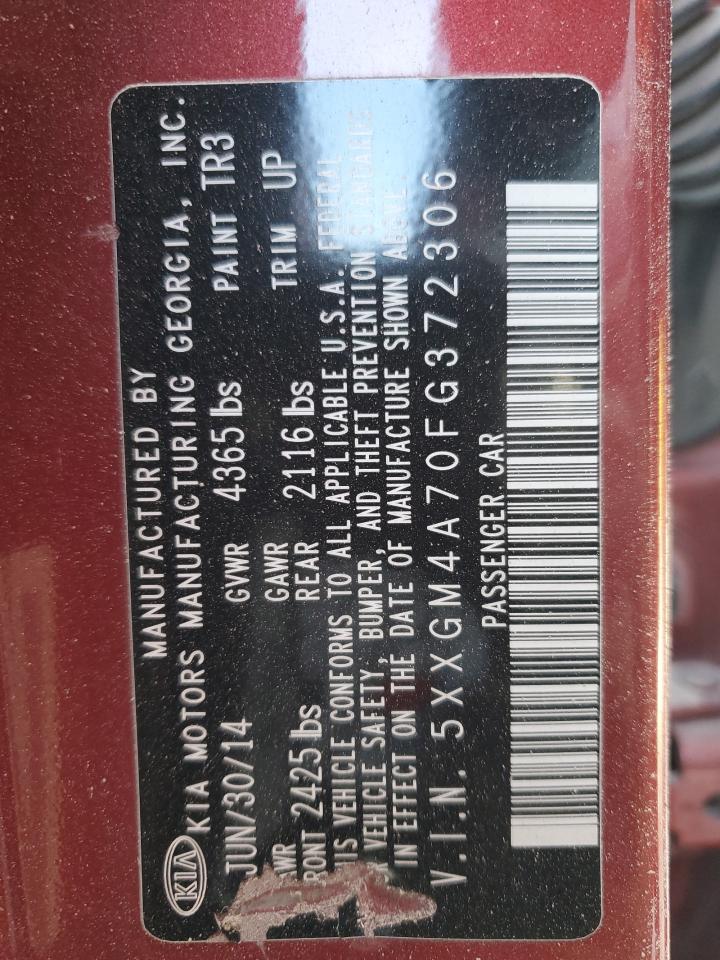 KIA
MANUFACTURED BY
KIA MOTORS MANUFACTURING GEORGIA, INC.
JUN/30/14 GVWR 4365 lbs PAINT TR3
WR GAWR TRIM UP
RONT 2425 lbs REAR 2116 lbs
IS VEHICLE CONFORMS TO ALL APPLICABLE U.S.A. FEDERAL
VEHICLE SAFETY, BUMPER, AND THEFT PREVENTION STANDARDS
IN EFFECT ON THE DATE OF MANUFACTURE SHOWN ABOVE.
V.I.N. 5XXGM4A70FG372306
PASSENGER CAR